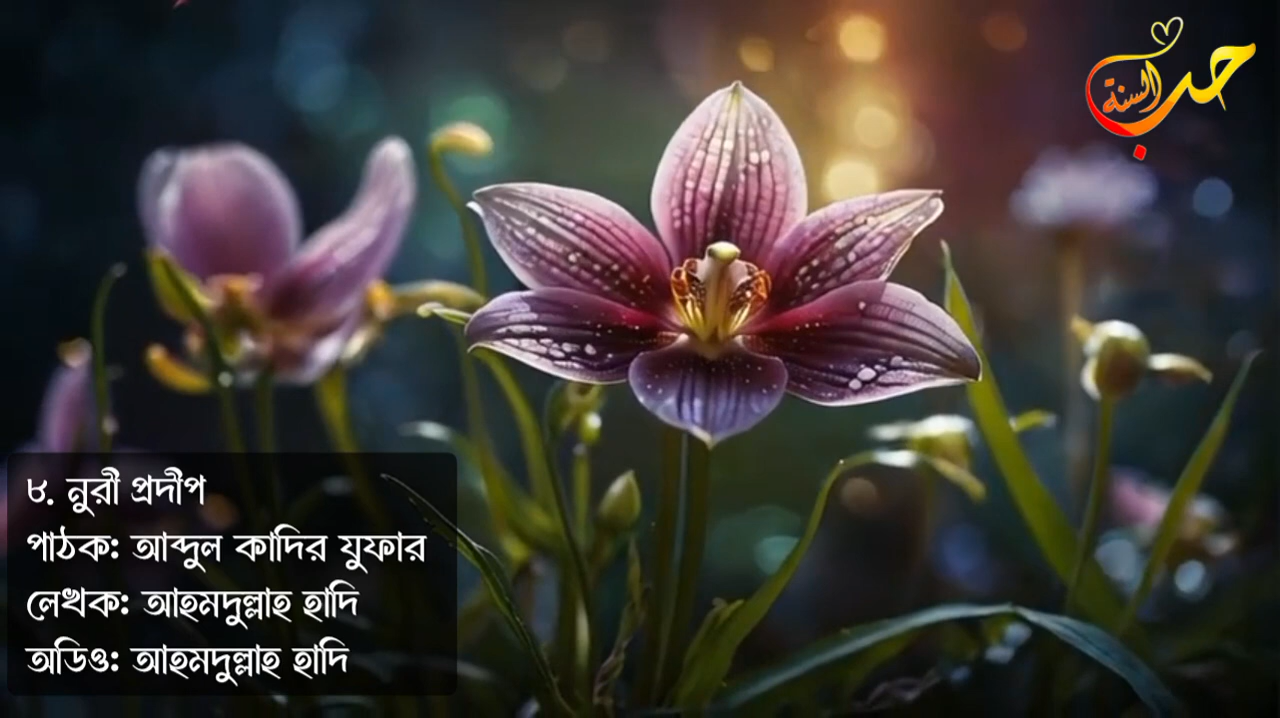 حب السنة
৮. নুরী প্রদীপ
পাঠক: আব্দুল কাদির যুফার
লেখক: আহমদুল্লাহ হাদি
অডিও: আহমদুল্লাহ হাদি